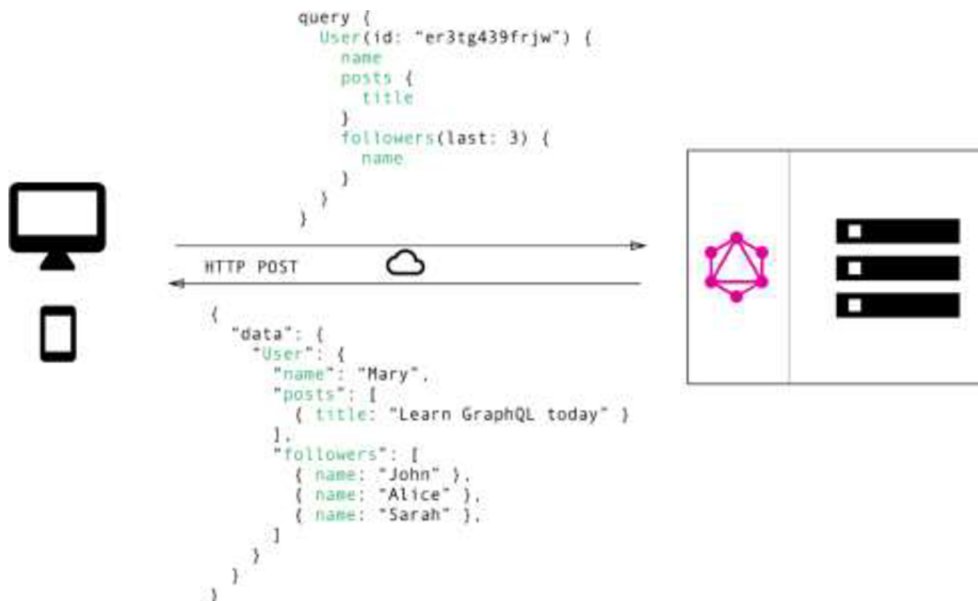 query {
  User(id: "er3tg439frjw") {
    name
    posts {
      title
    }
    followers(last: 3) {
      name
    }
  }
}
HTTP POST
{
  "data": {
    "User": {
      "name": "Mary",
      "posts": [
        { title: "Learn GraphQL today" }
      ],
      "followers": [
        { name: "John" },
        { name: "Alice" },
        { name: "Sarah" },
      ]
    }
  }
}